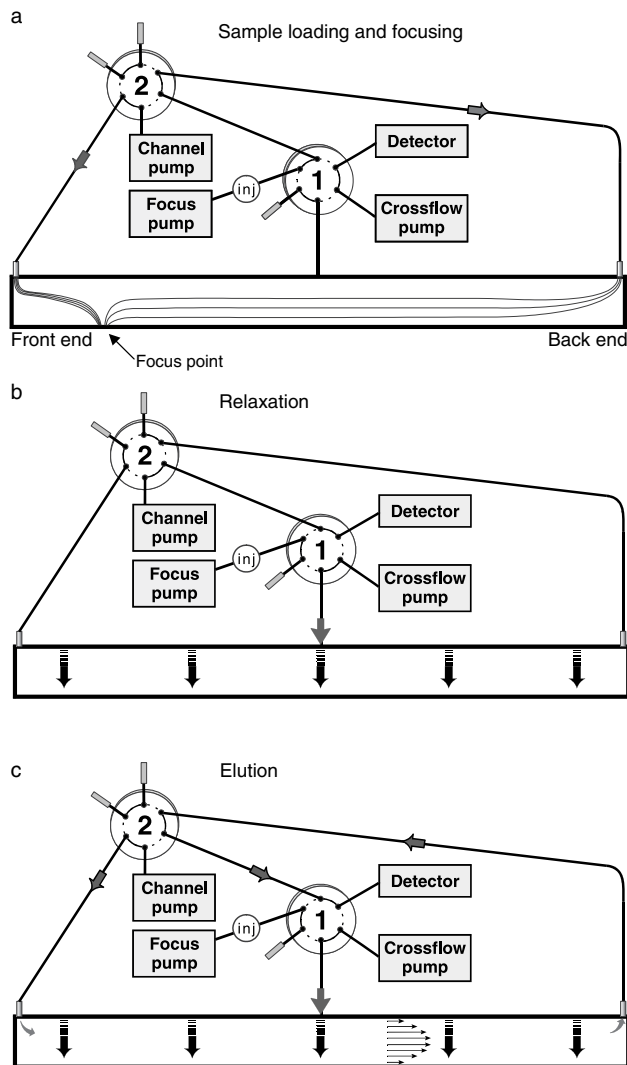 a
Sample loading and focusing
2
Channel
pump
Detector
1
inj
Focus
pump
Crossflow
pump
Front end
Back end
Focus point
b
Relaxation
2
Channel
pump
Detector
1
inj
Focus
pump
Crossflow
pump
c
Elution
2
Channel
pump
Detector
1
inj
Focus
pump
Crossflow
pump